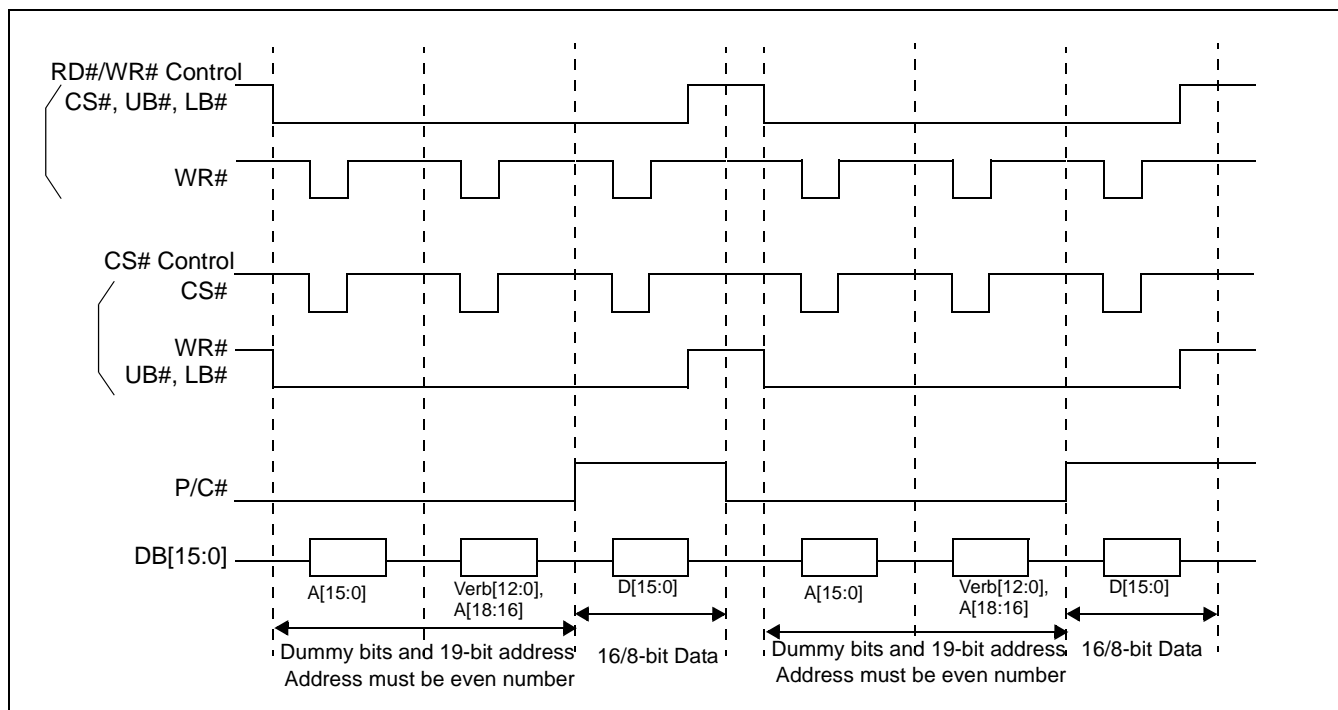 RD#/WR# Control
CS#, UB#, LB#
WR#
CS# Control
CS#
WR#
UB#, LB#
P/C#
DB[15:0]
A[15:0]
Verb[12:0],
A[18:16]
D[15:0]
A[15:0]
Verb[12:0],
A[18:16]
D[15:0]
Dummy bits and 19-bit address
Address must be even number
16/8-bit Data
Dummy bits and 19-bit address
Address must be even number
16/8-bit Data